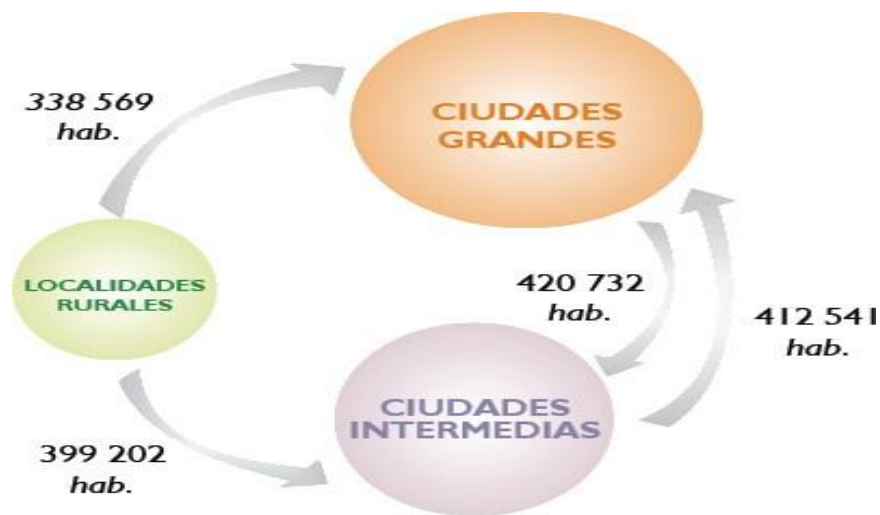 338 569
hab.
CIUDADES
GRANDES
LOCALIDADES
RURALES
420 732
hab.
412 541
hab.
CIUDADES
INTERMEDIAS
399 202
hab.